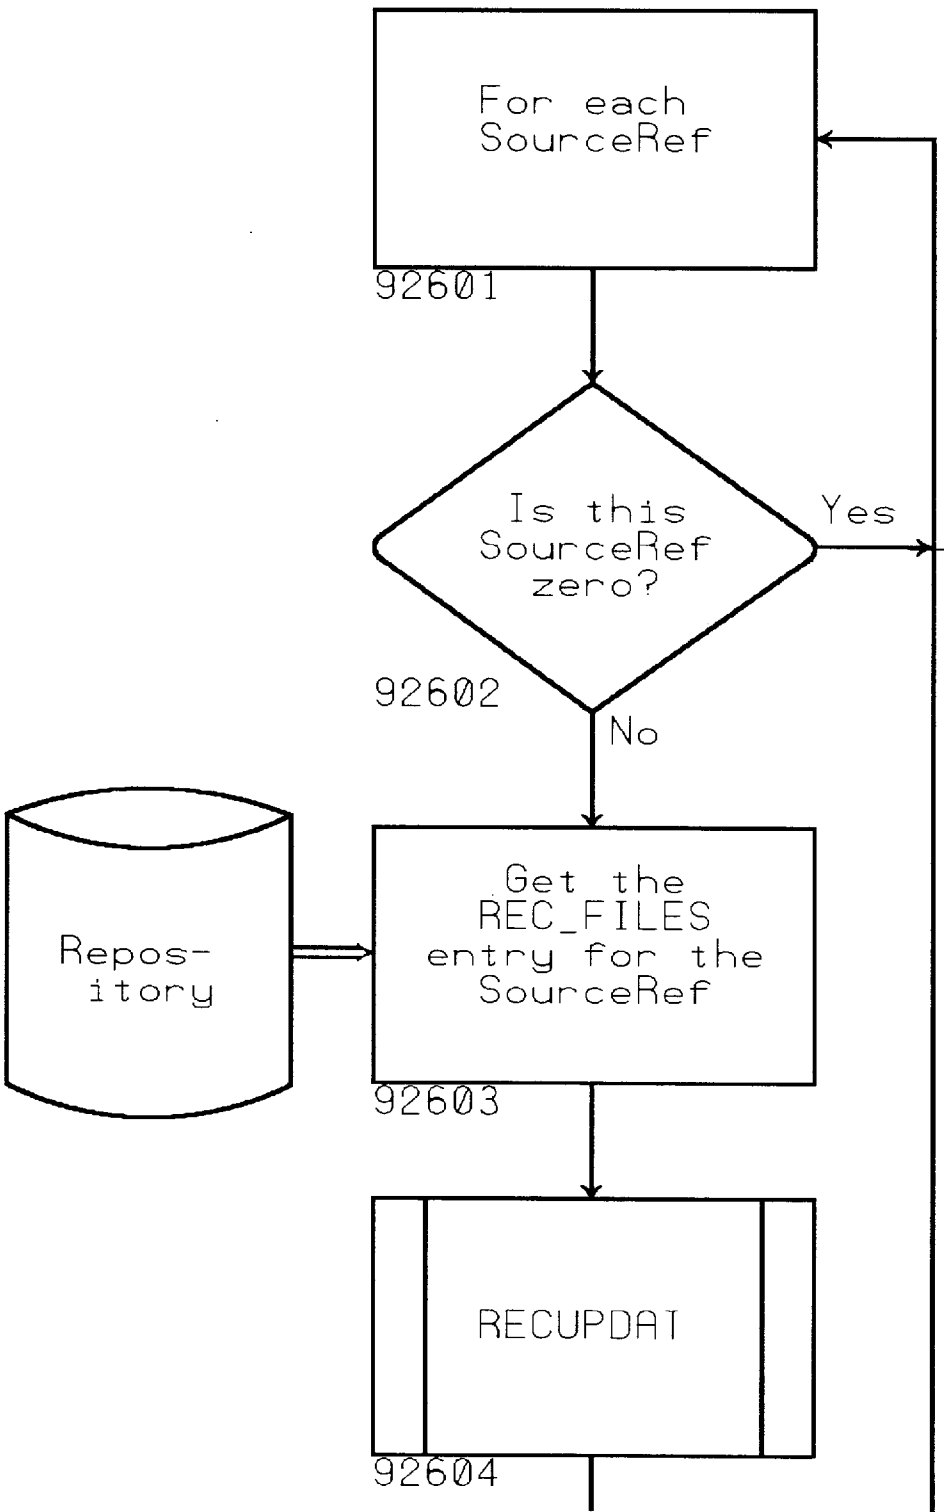 For each
SourceRef
92601
Is this
SourceRef
zero?
Yes
92602
No
Get the
REC_FILES
entry for the
SourceRef
Repos-
itory
92603
RECUPDAT
92604